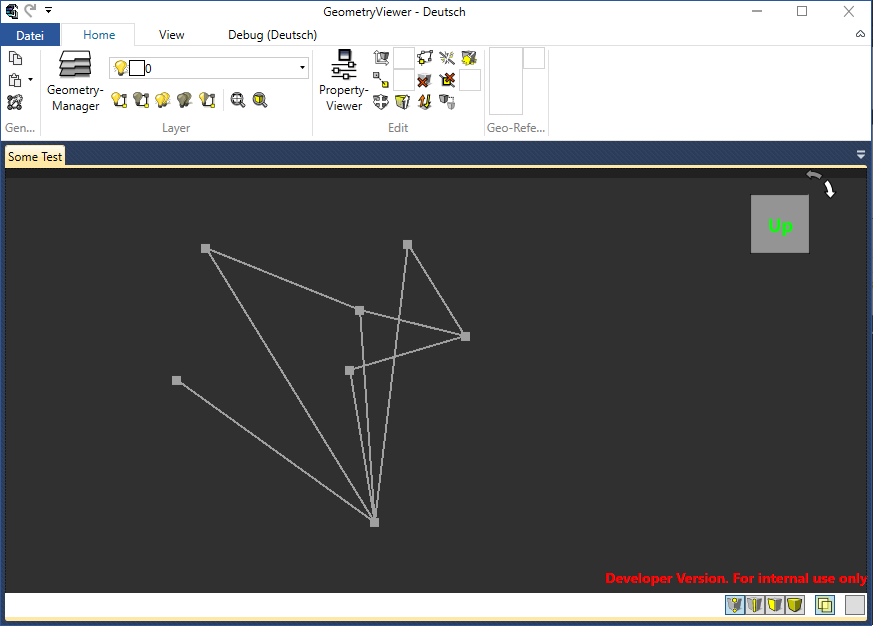 GeometryViewer - Deutsch
Datei Home View Debug (Deutsch)
0
Geometry-
Manager
Property-
Viewer
Gen... Layer Edit Geo-Refe...
Some Test
Up
Developer Version. For internal use only